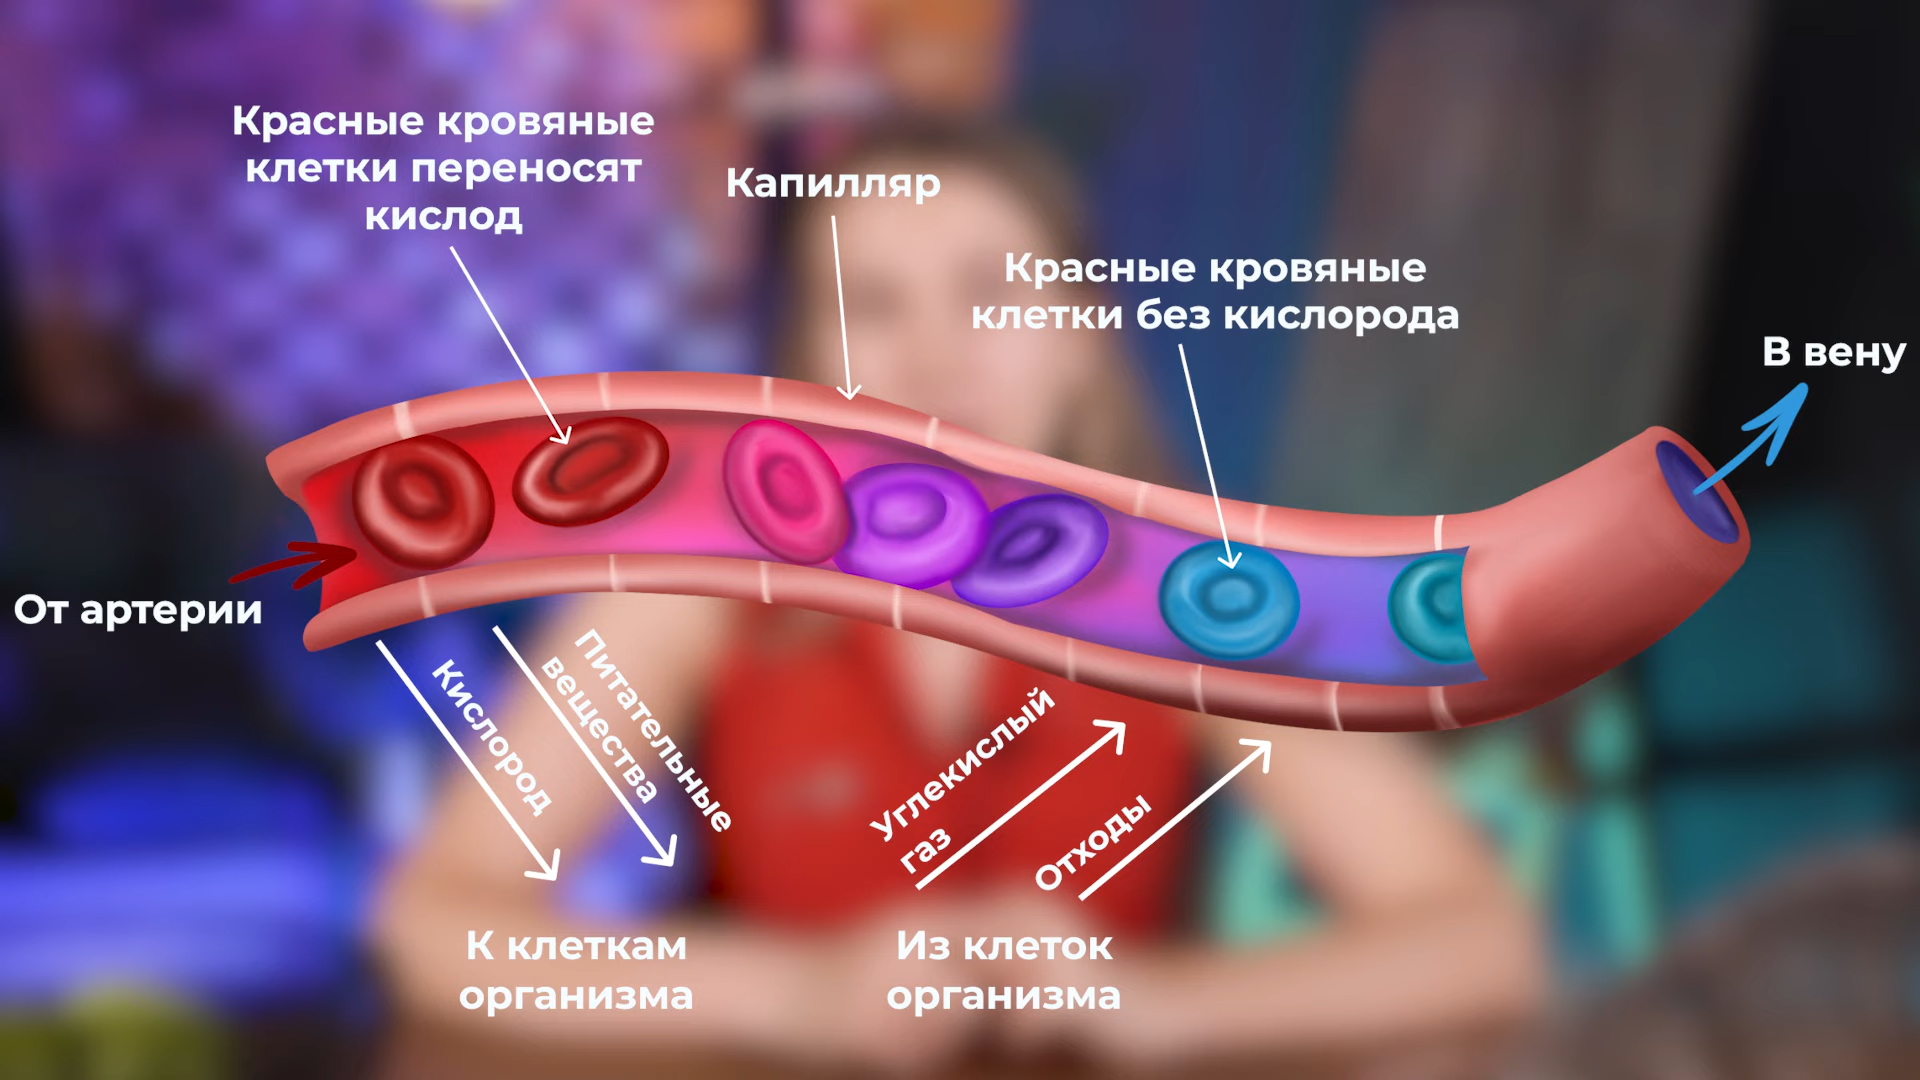 Красные кровяные
клетки переносят
кислод
Капилляр
Красные кровяные
клетки без кислорода
В вену
От артерии
Кислород
Питательные
вещества
Углекислый
газ
Отходы
К клеткам
организма
Из клеток
организма